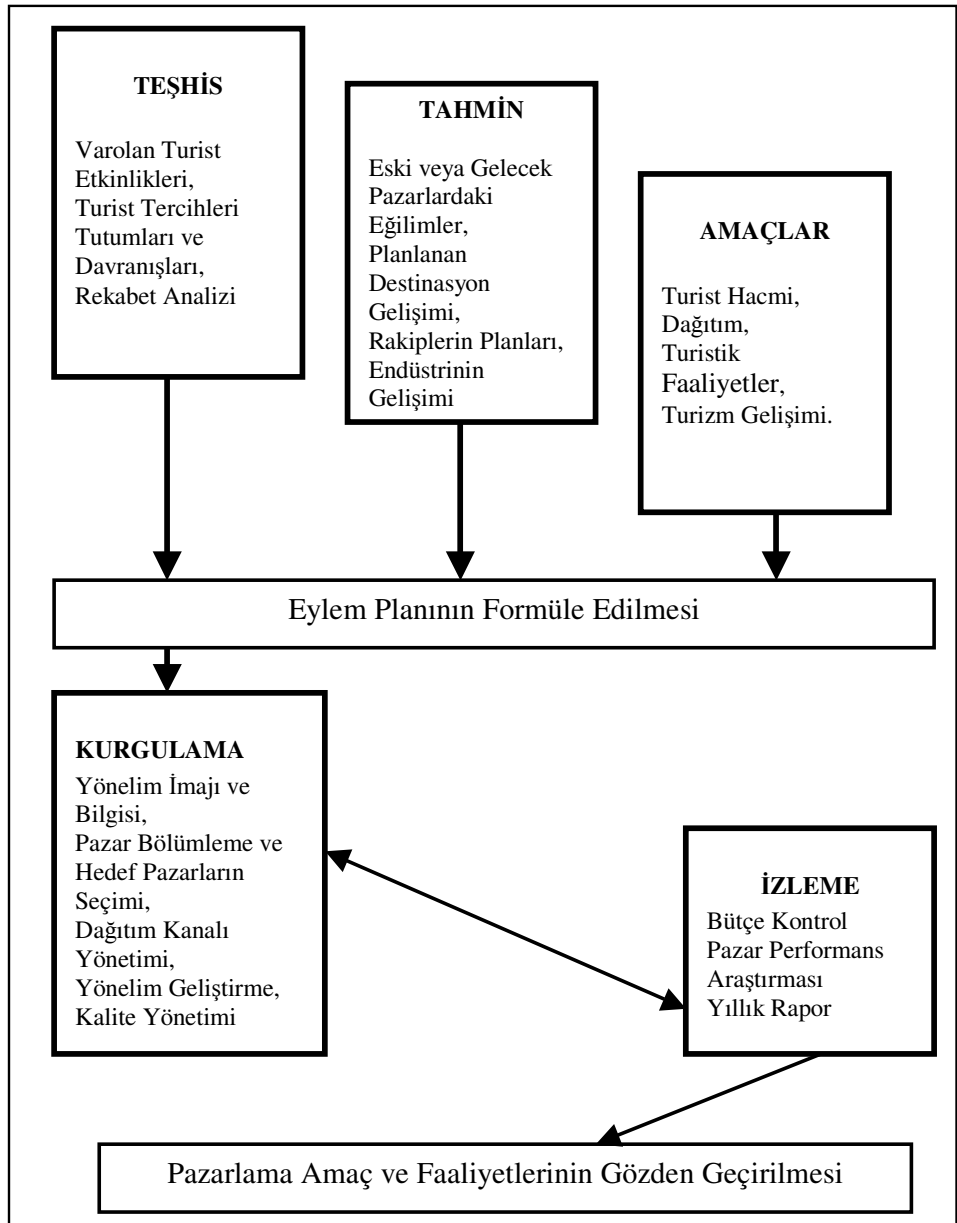 TEŞHİS
Varolan Turist
Etkinlikleri,
Turist Tercihleri
Tutumları ve
Davranışları,
Rekabet Analizi
TAHMİN
Eski veya Gelecek
Pazarlardaki
Eğilimler,
Planlanan
Destinasyon
Gelişimi,
Rakiplerin Planları,
Endüstrinin
Gelişimi
AMAÇLAR
Turist Hacmi,
Dağıtım,
Turistik
Faaliyetler,
Turizm Gelişimi.
Eylem Planının Formüle Edilmesi
KURGULAMA
Yönelim İmajı ve
Bilgisi,
Pazar Bölümleme ve
Hedef Pazarların
Seçimi,
Dağıtım Kanalı
Yönetimi,
Yönelim Geliştirme,
Kalite Yönetimi
İZLEME
Bütçe Kontrol
Pazar Performans
Araştırması
Yıllık Rapor
Pazarlama Amaç ve Faaliyetlerinin Gözden Geçirilmesi